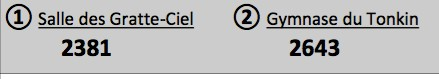 ① Salle des Gratte-Ciel ② Gymnase du Tonkin
2381 2643